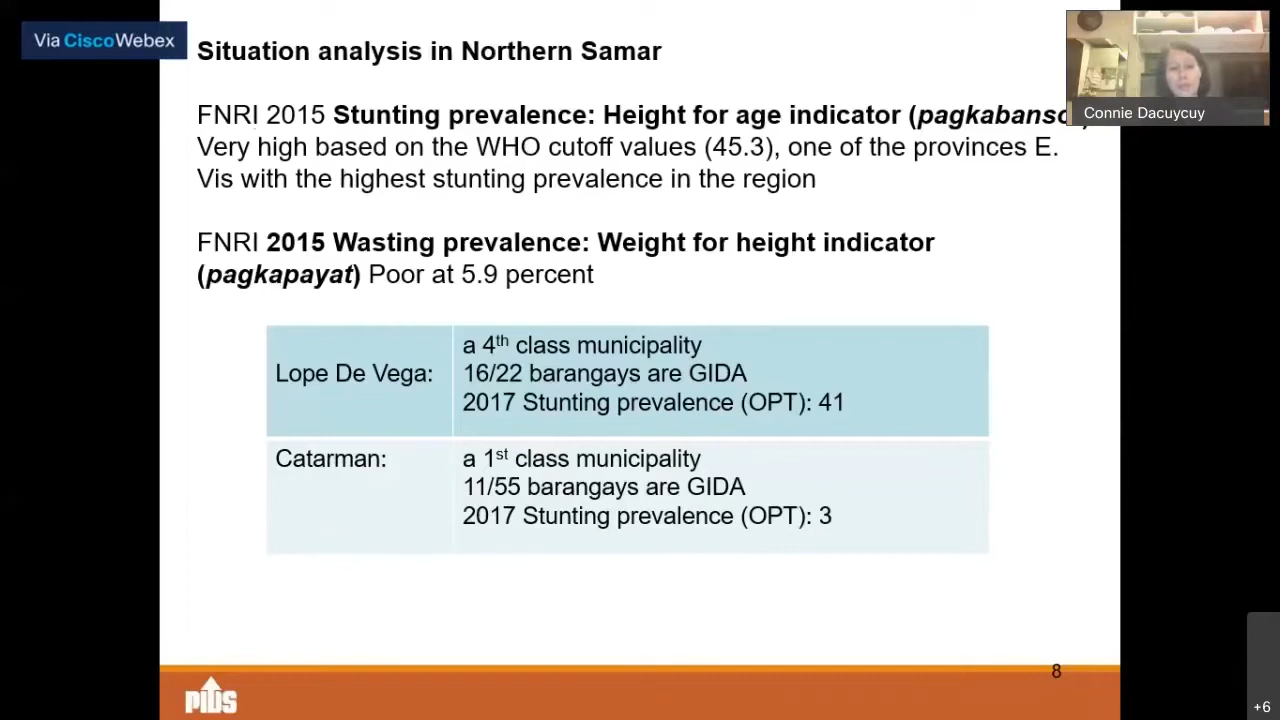 Via CiscoWebex
Situation analysis in Northern Samar
Connie Dacuycuy
FNRI 2015 Stunting prevalence: Height for age indicator (pagkabanso
Very high based on the WHO cutoff values (45.3), one of the provinces E.
Vis with the highest stunting prevalence in the region
FNRI 2015 Wasting prevalence: Weight for height indicator
(pagkapayat) Poor at 5.9 percent
Lope De Vega:
a 4th class municipality
16/22 barangays are GIDA
2017 Stunting prevalence (OPT): 41
Catarman:
a 1st class municipality
11/55 barangays are GIDA
2017 Stunting prevalence (OPT): 3
8
PIDS
+6